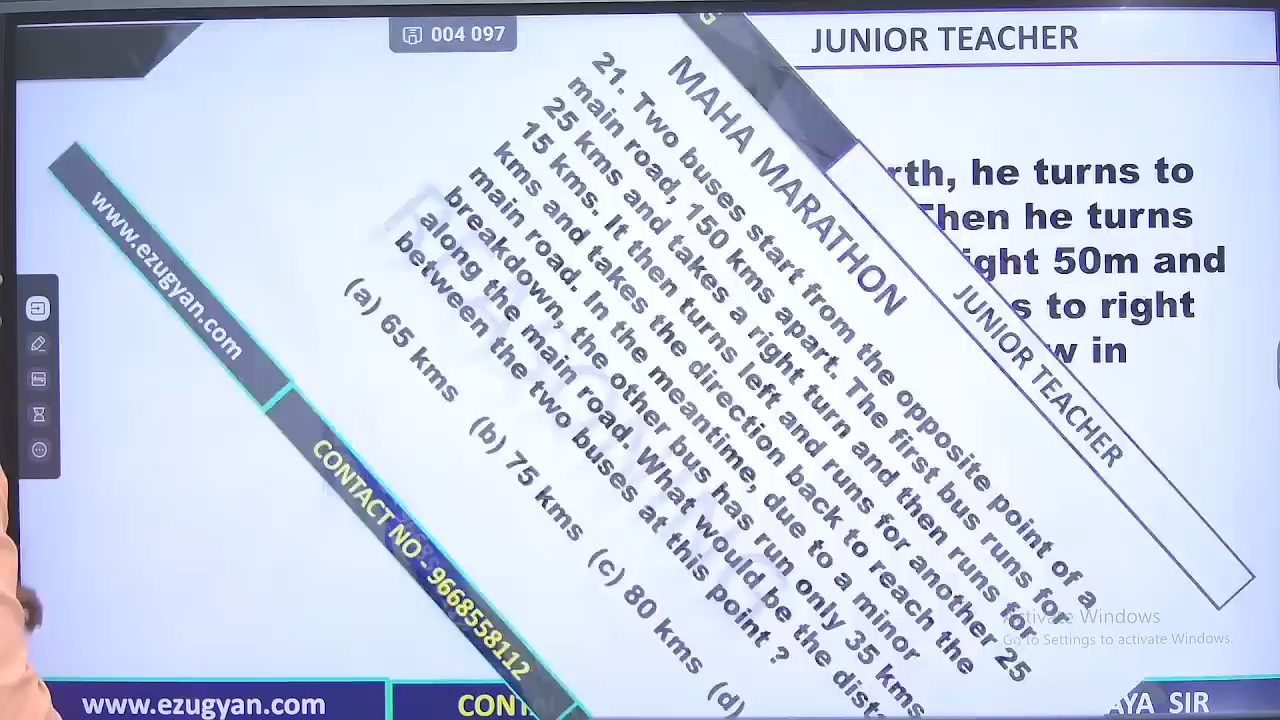 004 097
JUNIOR TEACHER
rth, he turns to
Then he turns
ight 50m and
s to right
w in
JUNIOR TEACHER
MAHA MARATHON
21. Two buses start from the opposite point of a
main road, 150 kms apart. The first bus runs for
25 kms and takes a right turn and then runs for
15 kms. It then turns left and runs for another 25
kms and takes the direction back to reach the
main road. In the meantime, due to a minor
breakdown, the other bus has run only 35 kms
along the main road. What would be the dist
between the two buses at this point ?
(a) 65 kms (b) 75 kms (c) 80 kms (d)
www.ezugyan.com
CONTACT NO - 9668558112
Activate Windows
Go to Settings to activate Windows.
www.ezugyan.com
CONT
AYA SIR